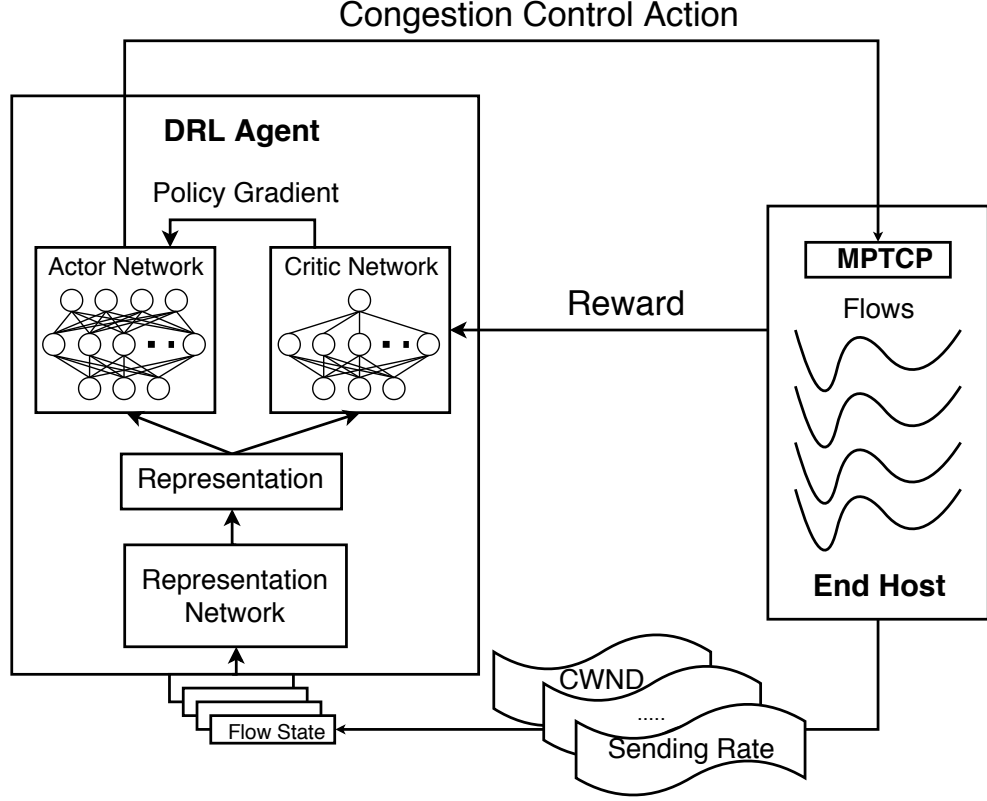 Congestion Control Action
DRL Agent
Policy Gradient
Actor Network
Critic Network
Reward
MPTCP
Flows
Representation
Representation
Network
End Host
CWND
.....
Sending Rate
Flow State